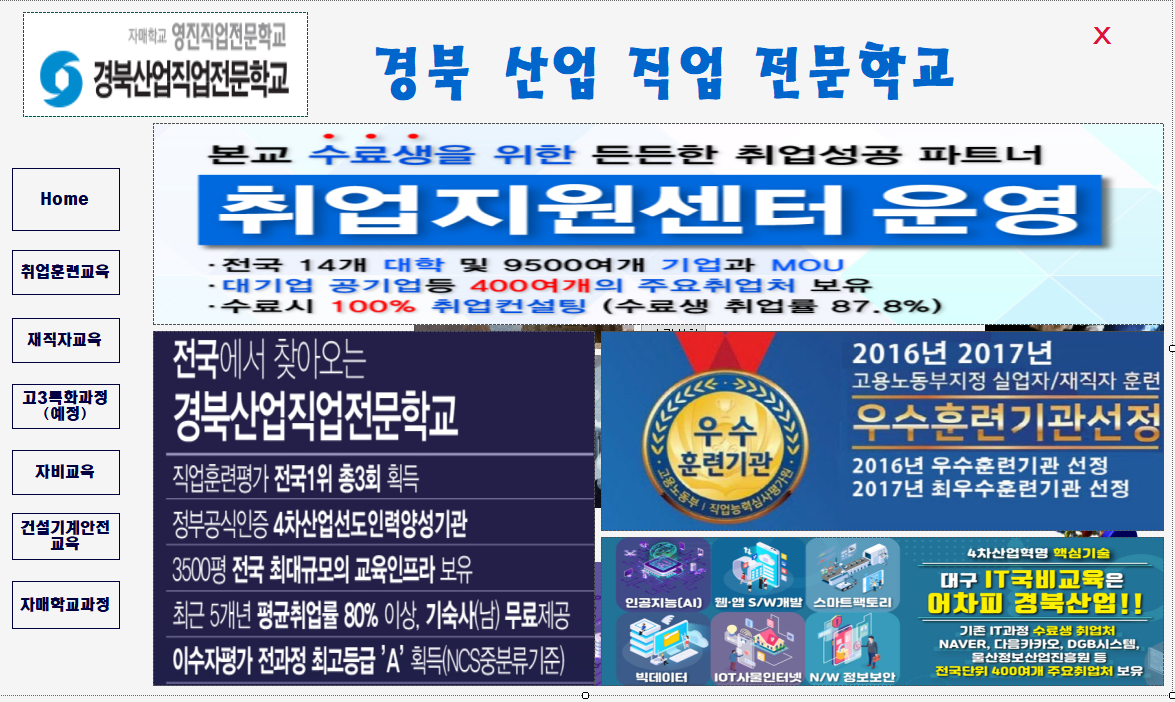 자매학교 영진직업전문학교
경북산업직업전문학교
경북 산업 직업 전문학교
X
Home
취업훈련교육
재직자교육
고3특화과정
(예정)
자비교육
건설기계안전
교육
자매학교과정
본교 수료생을 위한 든든한 취업성공 파트너
취업지원센터 운영
·전국 14개 대학 및 9500여개 기업과 MOU
·대기업 공기업등 400여개의 주요취업처 보유
·수료시 100% 취업컨설팅 (수료생 취업률 87.8%)
전국에서 찾아오는
경북산업직업전문학교
직업훈련평가 전국1위 총3회 획득
정부공식인증 4차산업선도인력양성기관
3500평 전국 최대규모의 교육인프라 보유
최근 5개년 평균취업률 80% 이상, 기숙사(남) 무료제공
이수자평가 전과정 최고등급 'A' 획득(NCS중분류기준)
우수
훈련기관
고용노동부 | 직업능력심사평가원
2016년 2017년
고용노동부지정 실업자/재직자 훈련
우수훈련기관선정
2016년 우수훈련기관 선정
2017년 최우수훈련기관 선정
인공지능(AI)
웹·앱 S/W개발
스마트팩토리
빅데이터
IOT사물인터넷
N/W 정보보안
4차산업혁명 핵심기술
대구 IT국비교육은
어차피 경북산업!!
기존 IT과정 수료생 취업처
NAVER, 다음카카오, DGB시스템,
울산정보산업진흥원 등
전국단위 400여개 주요취업처 보유